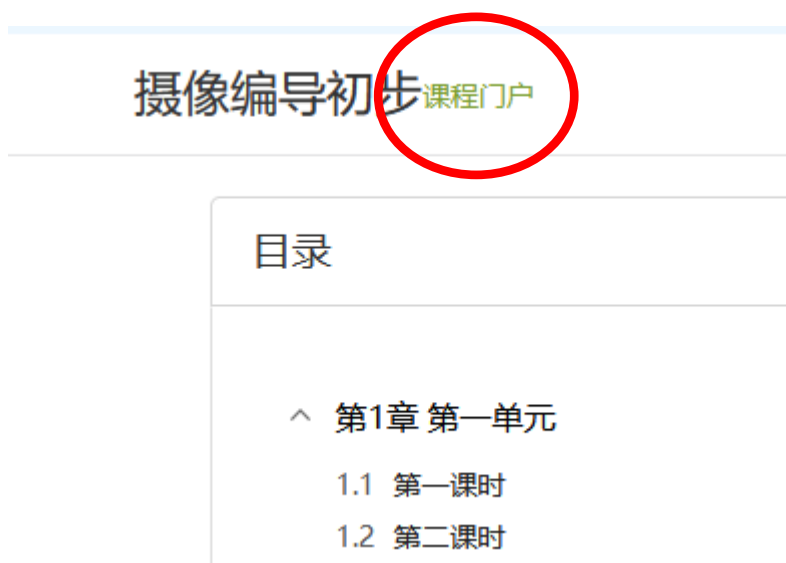 摄像编导初步课程门户
目录
第1章 第一单元
1.1 第一课时
1.2 第二课时